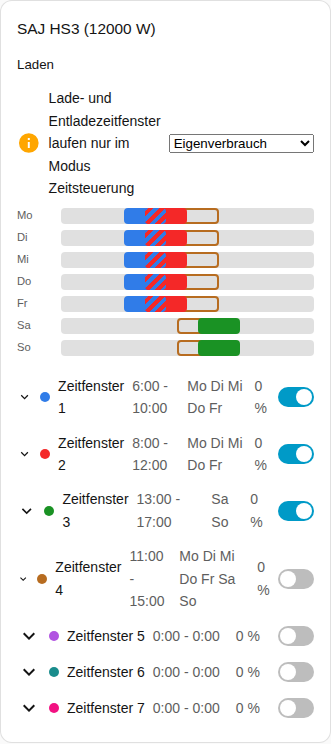 SAJ HS3 (12000 W)
Laden
Lade- und
Entladezeitfenster
laufen nur im
Modus
Zeitsteuerung
Eigenverbrauch
Mo
Di
Mi
Do
Fr
Sa
So
Zeitfenster 6:00 - Mo Di Mi 0
1 10:00 Do Fr %
Zeitfenster 8:00 - Mo Di Mi 0
2 12:00 Do Fr %
Zeitfenster 13:00 - Sa 0
3 17:00 So %
11:00 Mo Di Mi
Zeitfenster - Do Fr Sa 0
4 15:00 So %
Zeitfenster 5 0:00 - 0:00 0 %
Zeitfenster 6 0:00 - 0:00 0 %
Zeitfenster 7 0:00 - 0:00 0 %